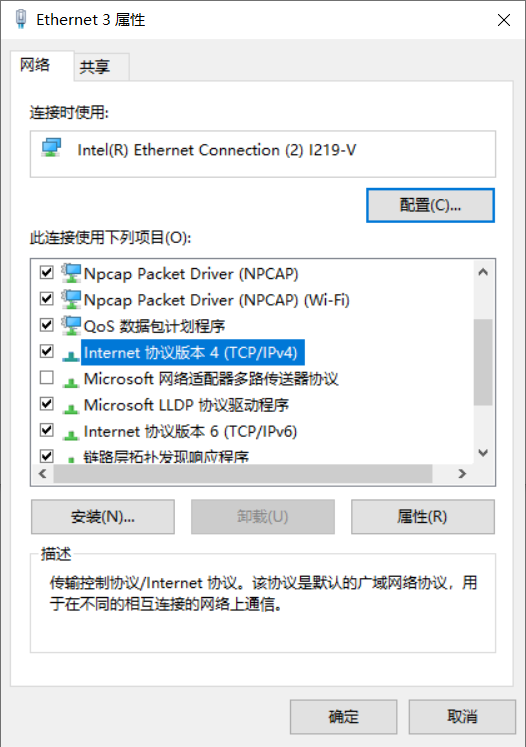 Ethernet 3 属性
网络
共享
连接时使用:
Intel(R) Ethernet Connection (2) I219-V
配置(C)...
此连接使用下列项目(O):
Npcap Packet Driver (NPCAP)
Npcap Packet Driver (NPCAP) (Wi-Fi)
QoS 数据包计划程序
Internet 协议版本 4 (TCP/IPv4)
Microsoft 网络适配器多路传送器协议
Microsoft LLDP 协议驱动程序
Internet 协议版本 6 (TCP/IPv6)
链路层拓扑发现响应程序
安装(N)...
卸载(U)
属性(R)
描述
传输控制协议/Internet 协议。该协议是默认的广域网络协议，用
于在不同的相互连接的网络上通信。
确定
取消